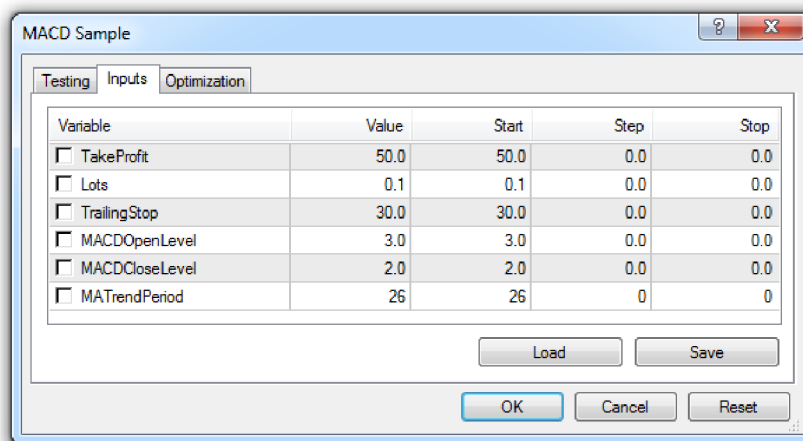 MACD Sample
?
X
Testing Inputs Optimization
Variable Value Start Step Stop
TakeProfit 50.0 50.0 0.0 0.0
Lots 0.1 0.1 0.0 0.0
TrailingStop 30.0 30.0 0.0 0.0
MACDOpenLevel 3.0 3.0 0.0 0.0
MACDCloseLevel 2.0 2.0 0.0 0.0
MATrendPeriod 26 26 0 0
Load Save
OK Cancel Reset